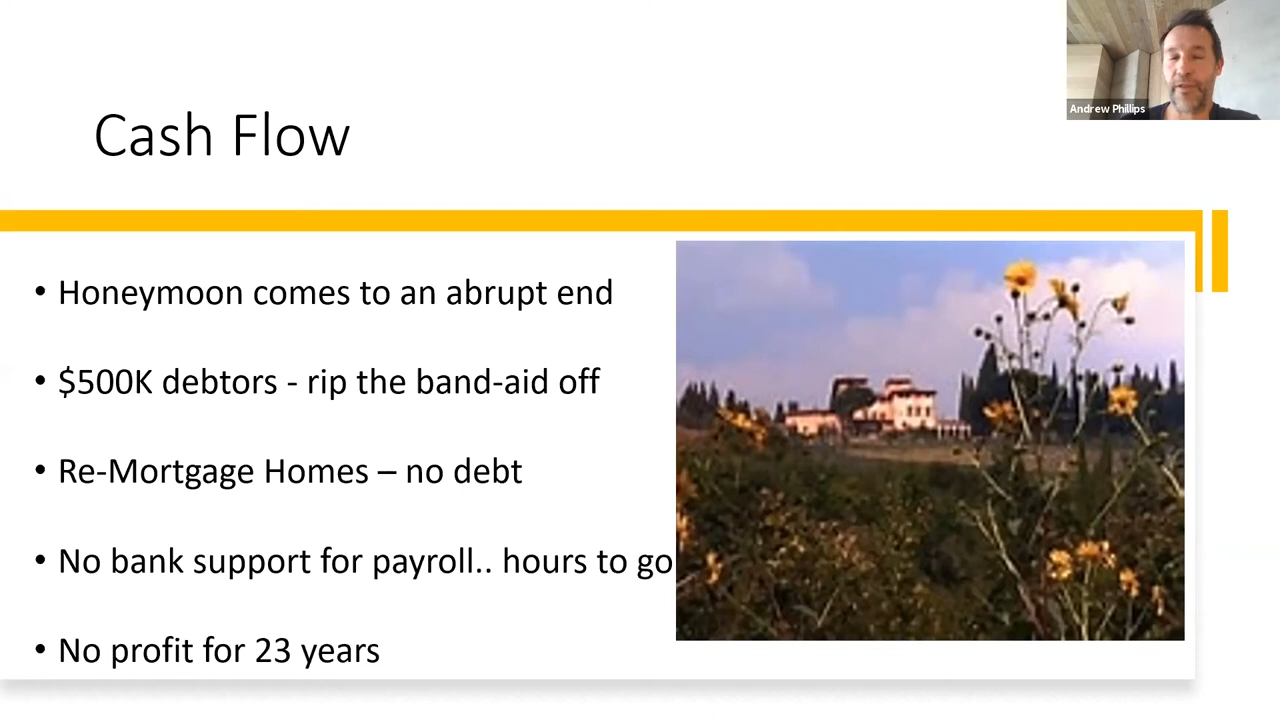 Andrew Phillips
Cash Flow
• Honeymoon comes to an abrupt end
• $500K debtors - rip the band-aid off
• Re-Mortgage Homes – no debt
• No bank support for payroll.. hours to go
• No profit for 23 years